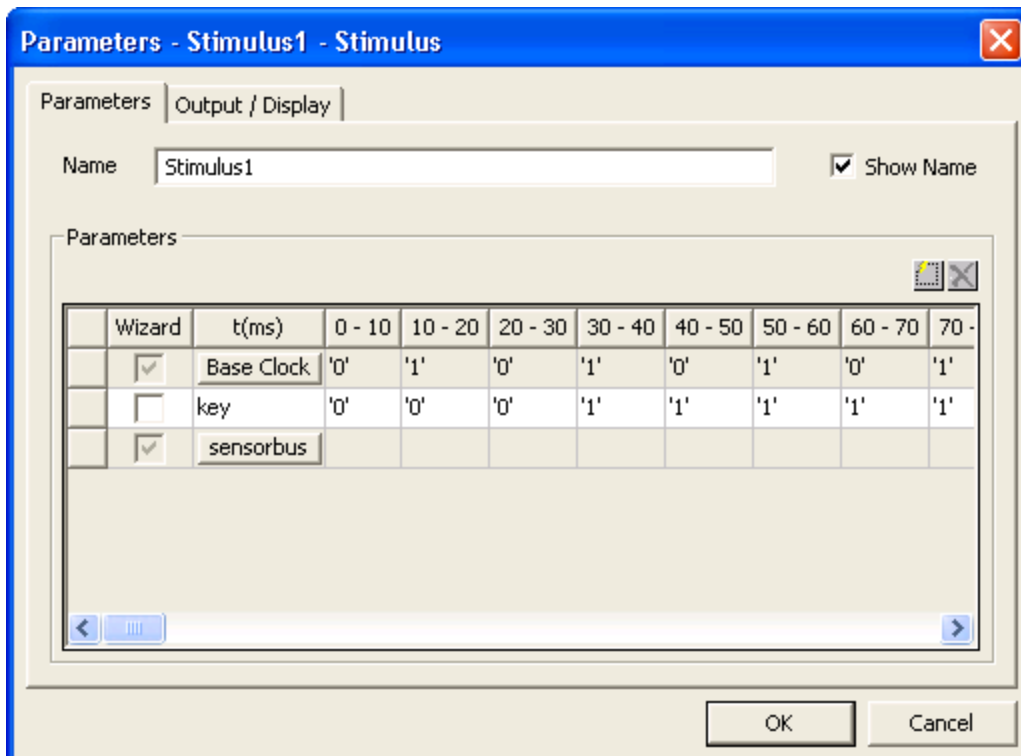 Parameters - Stimulus1 - Stimulus
Parameters Output / Display
Name Stimulus1 Show Name
Parameters
Wizard t(ms) 0 - 10 10 - 20 20 - 30 30 - 40 40 - 50 50 - 60 60 - 70 70 -
Base Clock '0' '1' '0' '1' '0' '1' '0' '1'
key '0' '0' '0' '1' '1' '1' '1' '1'
sensorbus
OK Cancel